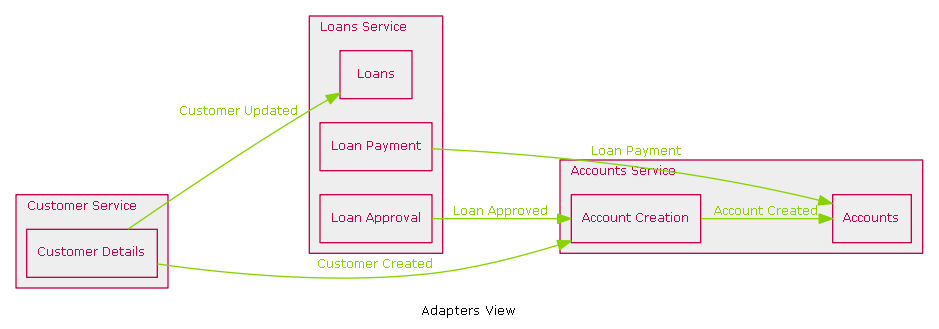 Loans Service
Loans
Customer Updated
Loan Payment
Loan Payment
Accounts Service
Customer Service
Loan Approval
Loan Approved
Account Creation
Account Created
Accounts
Customer Details
Customer Created
Adapters View